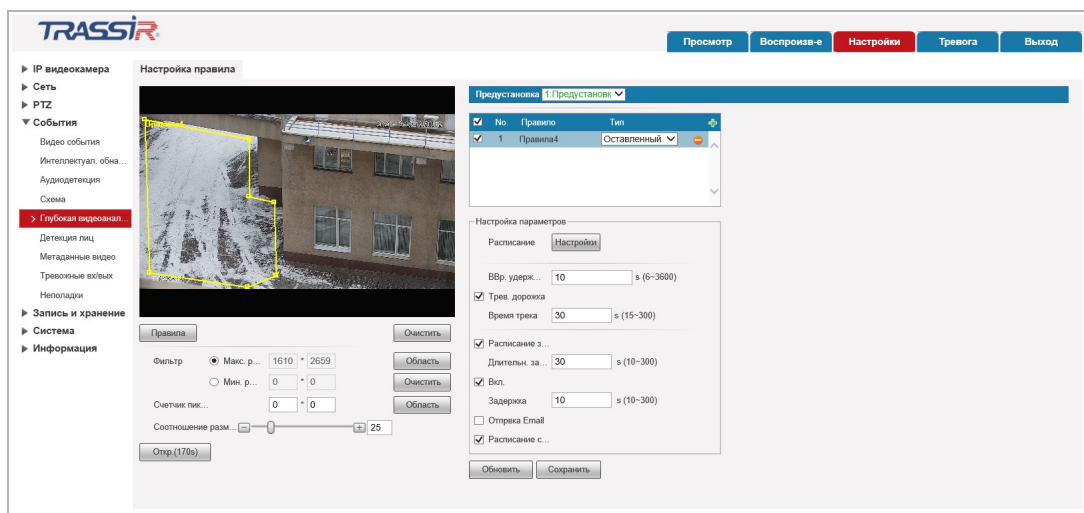 TRASSIR
Просмотр Воспроизв-е Настройки Тревога Выход
IP видеокамера
Сеть
PTZ
События
Видео события
Интеллектуал. обна...
Аудиодетекция
Схема
Глубокая видеоанал...
Детекция лиц
Метаданные видео
Тревожные вх/вых
Неполадки
Запись и хранение
Система
Информация
Настройка правила
Правила
Очистить
Фильтр Макс. р... 1610 * 2659 Область
Мин. р... 0 * 0 Очистить
Счетчик пик... 0 * 0 Область
Соотношение разм... 25
Откр.(170s)
Предустановка 1:Предустановк
No. Правило Тип
1 Правила4 Оставленный
Настройка параметров
Расписание Настройки
ВВр. удерж... 10 s (6~3600)
Трев. дорожка
Время трека 30 s (15~300)
Расписание з...
Длительн. за... 30 s (10~300)
Вкл.
Задержка 10 s (10~300)
Отпрвка Email
Расписание с...
Обновить Сохранить